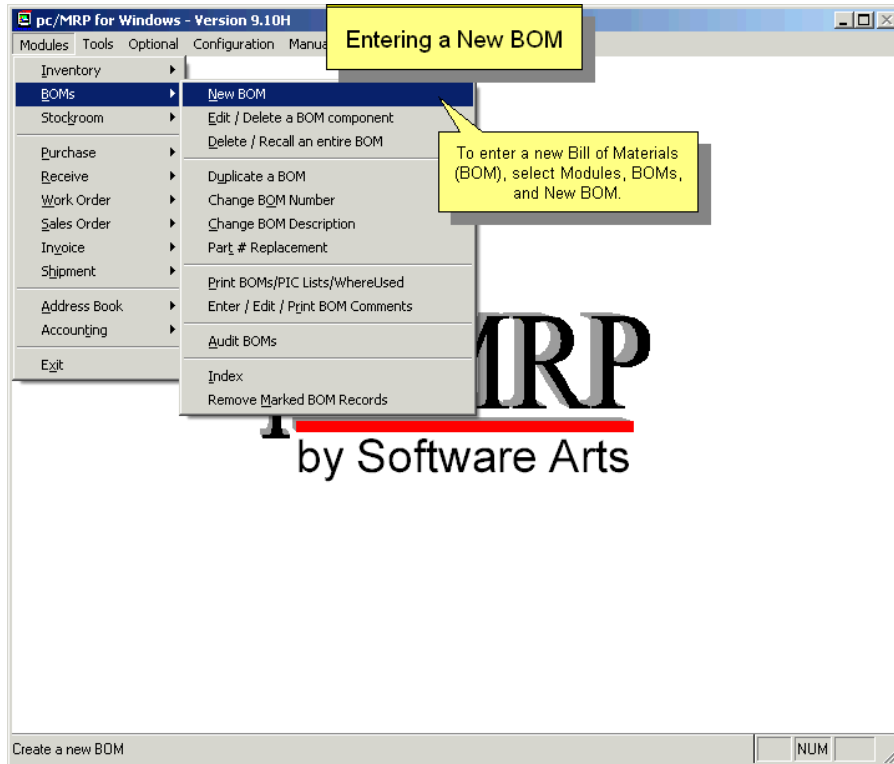 pc/MRP for Windows - Version 9.10H
Modules Tools Optional Configuration
Entering a New BOM
Inventory
BOMs
Stockroom
Purchase
Receive
Work Order
Sales Order
Invoice
Shipment
Address Book
Accounting
Exit
New BOM
Edit / Delete a BOM component
Delete / Recall an entire BOM
Duplicate a BOM
Change BOM Number
Change BOM Description
Part # Replacement
Print BOMs/PIC Lists/WhereUsed
Enter / Edit / Print BOM Comments
Audit BOMs
Index
Remove Marked BOM Records
To enter a new Bill of Materials
(BOM), select Modules, BOMs,
and New BOM.
MRP
by Software Arts
Create a new BOM
NUM